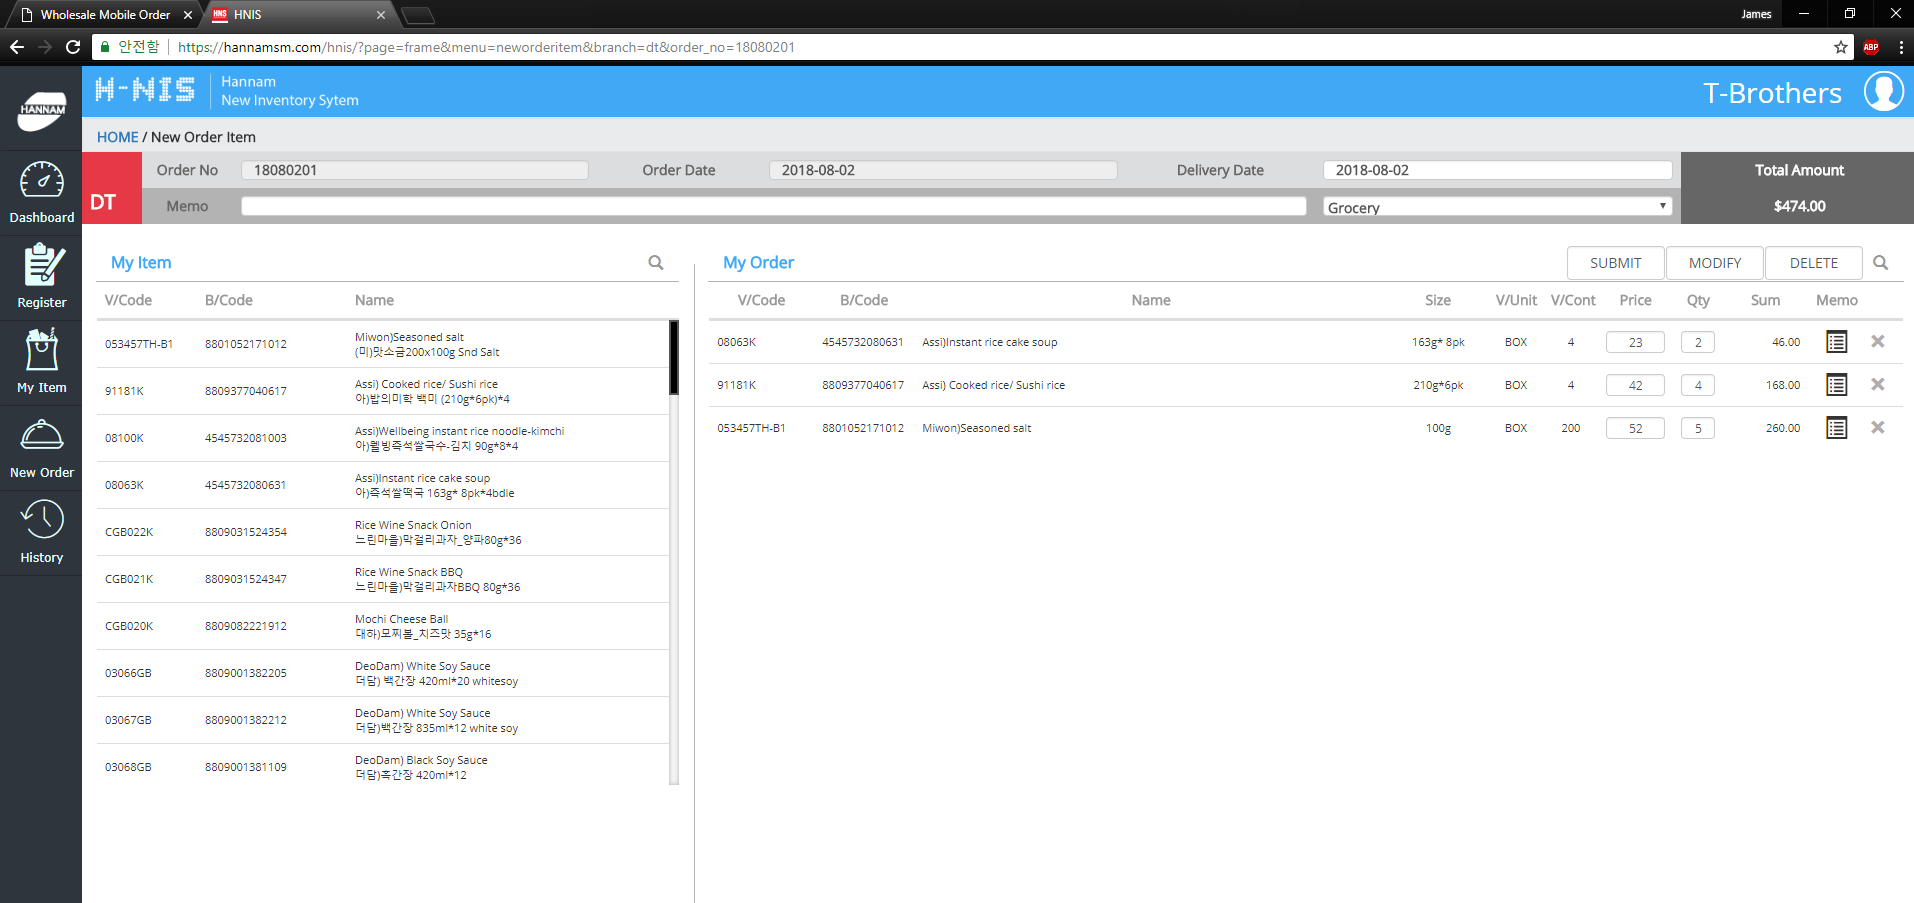 Wholesale Mobile Order
HNS HNIS
James
안전함 https://hannamsm.com/hnis/?page=frame&menu=neworderitem&branch=dt&order_no=18080201
ABP
HANNAM
H-NIS
Hannam
New Inventory Sytem
T-Brothers
HOME / New Order Item
DT
Order No 18080201 Order Date 2018-08-02 Delivery Date 2018-08-02 Total Amount
Memo Grocery $474.00
Dashboard
Register
My Item
New Order
History
My Item
V/Code B/Code Name
053457TH-B1 8801052171012 Miwon)Seasoned salt
(미)맛소금200x100g Snd Salt
91181K 8809377040617 Assi) Cooked rice/ Sushi rice
아)밥의미학 백미 (210g*6pk)*4
08100K 4545732081003 Assi)Wellbeing instant rice noodle-kimchi
아)웰빙즉석쌀국수-김치 90g*8*4
08063K 4545732080631 Assi)Instant rice cake soup
아)즉석쌀떡국 163g* 8pk*4bdle
CGB022K 8809031524354 Rice Wine Snack Onion
느린마을)막걸리과자_양파80g*36
CGB021K 8809031524347 Rice Wine Snack BBQ
느린마을)막걸리과자BBQ 80g*36
CGB020K 8809082221912 Mochi Cheese Ball
대하)모찌볼_치즈맛 35g*16
03066GB 8809001382205 DeoDam) White Soy Sauce
더담) 백간장 420ml*20 whitesoy
03067GB 8809001382212 DeoDam) White Soy Sauce
더담)백간장 835ml*12 white soy
03068GB 8809001381109 DeoDam) Black Soy Sauce
더담)흑간장 420ml*12
My Order SUBMIT MODIFY DELETE
V/Code B/Code Name Size V/Unit V/Cont Price Qty Sum Memo
08063K 4545732080631 Assi)Instant rice cake soup 163g* 8pk BOX 4 23 2 46.00
91181K 8809377040617 Assi) Cooked rice/ Sushi rice 210g*6pk BOX 4 42 4 168.00
053457TH-B1 8801052171012 Miwon)Seasoned salt 100g BOX 200 52 5 260.00